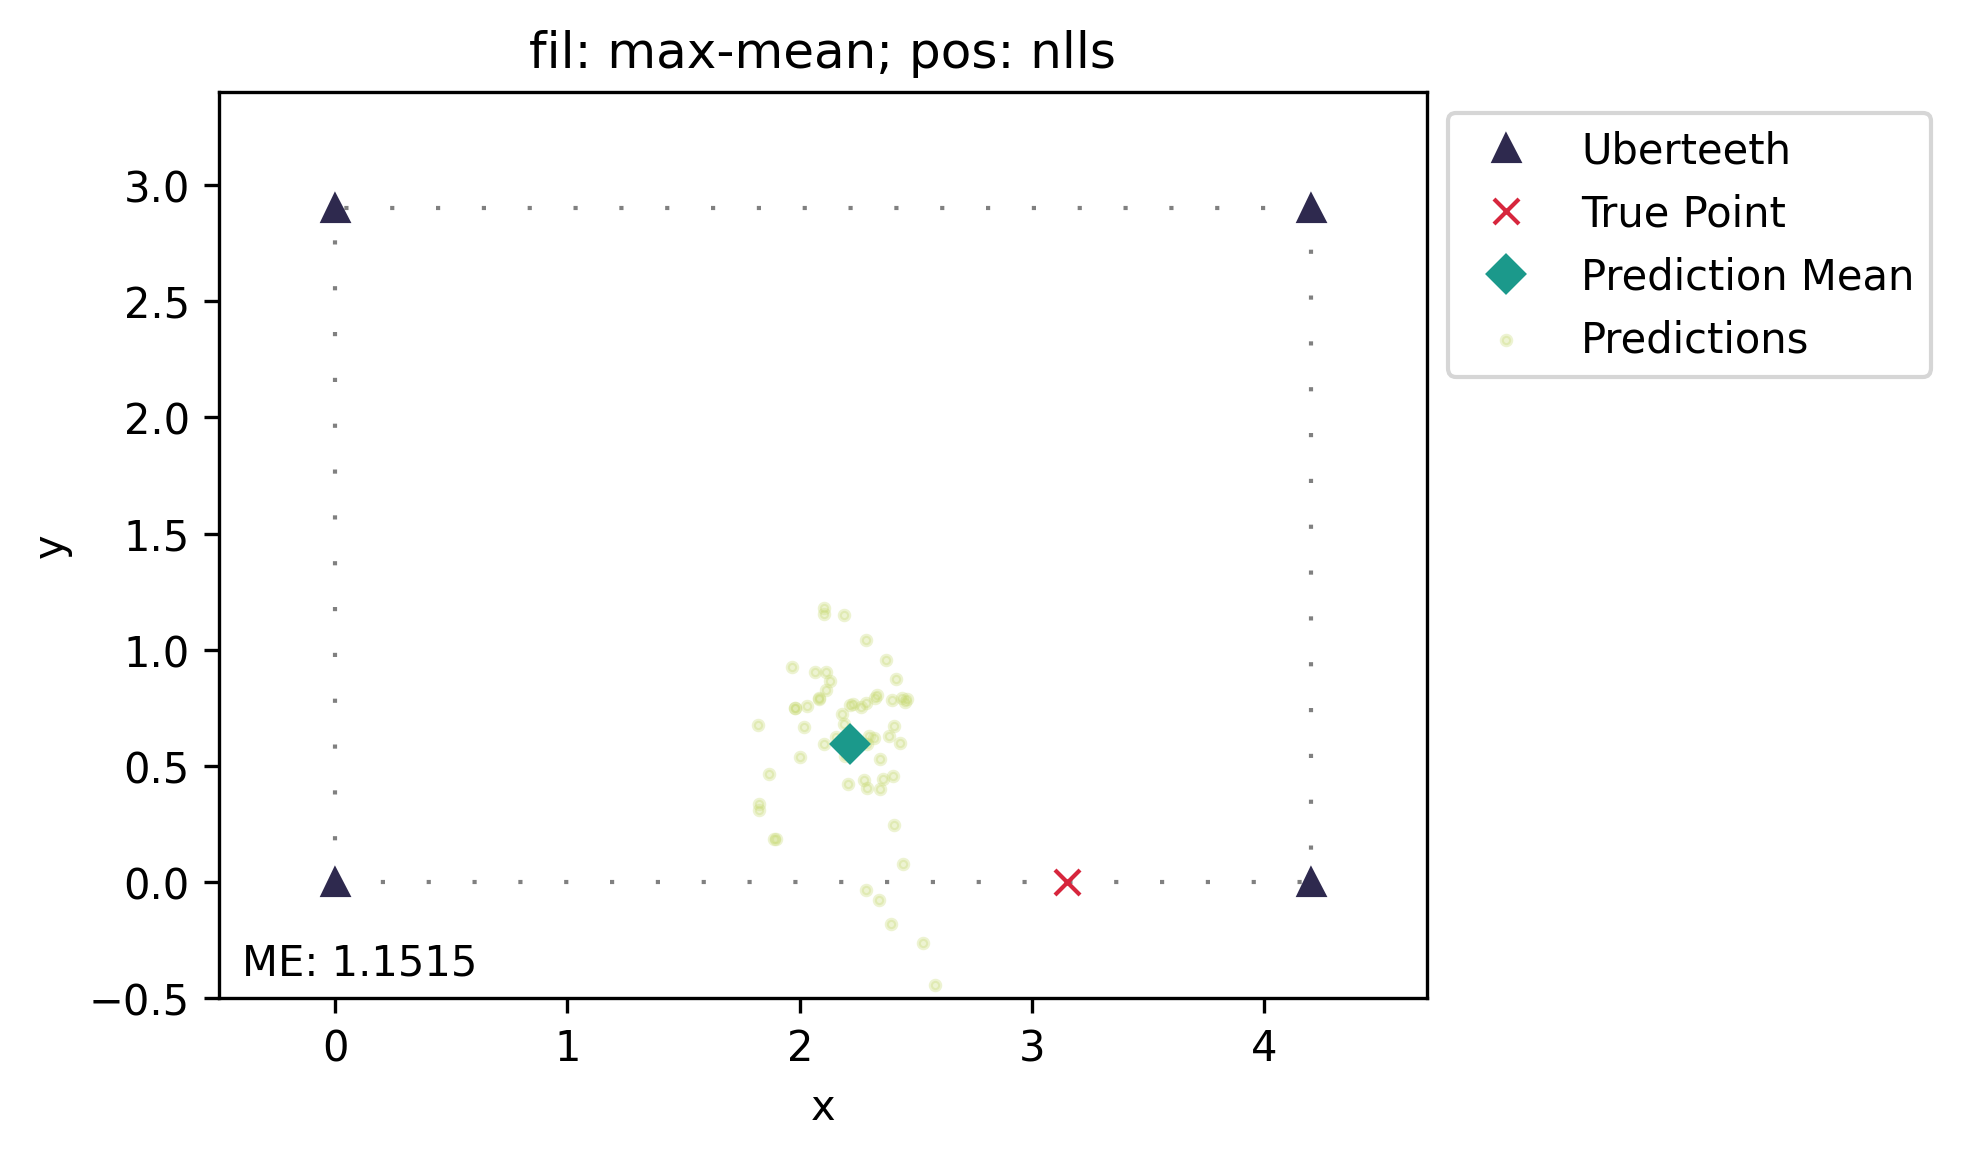 fil: max-mean; pos: nlls
Uberteeth
True Point
Prediction Mean
Predictions
3.0
2.5
2.0
1.5
1.0
0.5
0.0
−0.5
y
ME: 1.1515
0 1 2 3 4
x